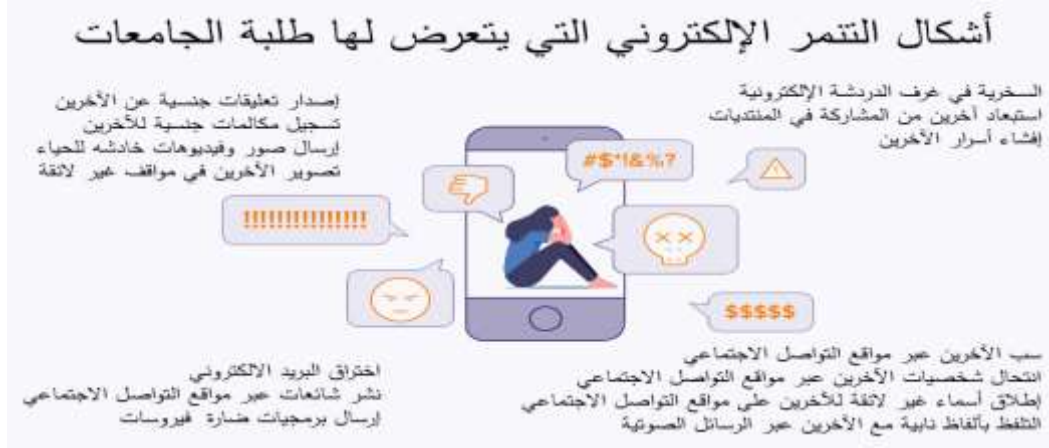 أشكال التنمر الإلكتروني التي يتعرض لها طلبة الجامعات
السخرية في غرف الدردشة الإلكترونية
استبعاد آخرين من المشاركة في المنتديات
إفشاء أسرار الآخرين
إصدار تعليقات جنسية عن الآخرين
تسجيل مكالمات جنسية للآخرين
إرسال صور وفيديوهات خادشه للحياء
تصوير الآخرين في مواقف غير لائقة
#$*!&%?
!!!!!!!!!!!!!!!
$$$$$
سب الآخرين عبر مواقع التواصل الاجتماعي
انتحال شخصيات الآخرين عبر مواقع التواصل الاجتماعي
إطلاق أسماء غير لائقة للآخرين على مواقع التواصل الاجتماعي
التلفظ بألفاظ نابية مع الآخرين عبر الرسائل الصوتية
اختراق البريد الالكتروني
نشر شائعات عبر مواقع التواصل الاجتماعي
إرسال برمجيات ضارة فيروسات